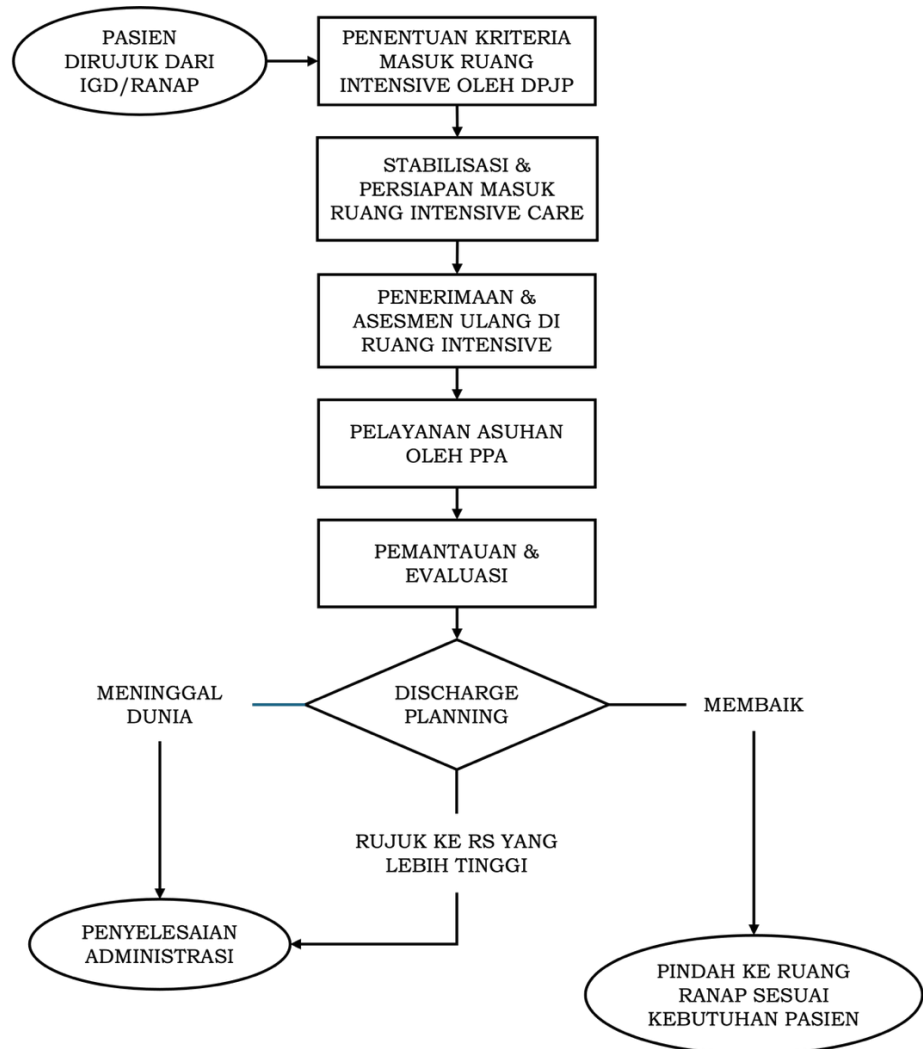 PASIEN
DIRUJUK DARI
IGD/RANAP
PENENTUAN KRITERIA
MASUK RUANG
INTENSIVE OLEH DPJP
STABILISASI &
PERSIAPAN MASUK
RUANG INTENSIVE CARE
PENERIMAAN &
ASESMEN ULANG DI
RUANG INTENSIVE
PELAYANAN ASUHAN
OLEH PPA
PEMANTAUAN &
EVALUASI
MENINGGAL
DUNIA
DISCHARGE
PLANNING
MEMBAIK
RUJUK KE RS YANG
LEBIH TINGGI
PENYELESAIAN
ADMINISTRASI
PINDAH KE RUANG
RANAP SESUAI
KEBUTUHAN PASIEN